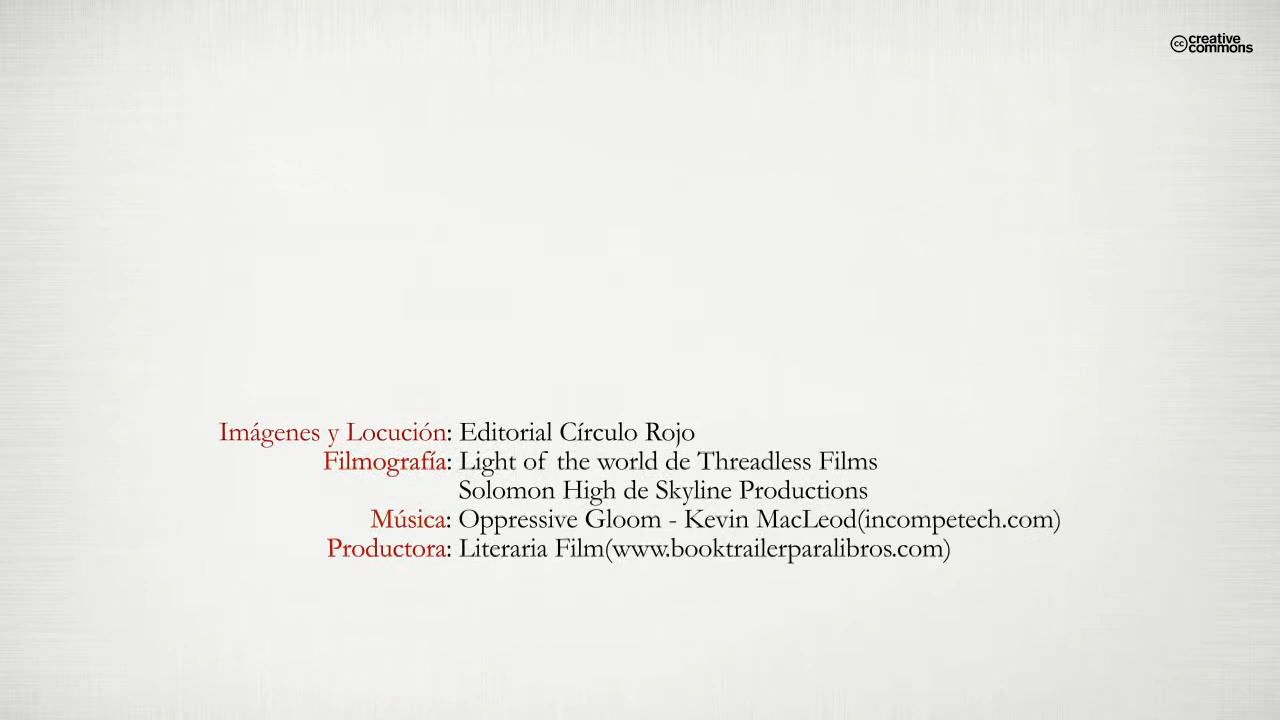 cc creative
commons
Imágenes y Locución: Editorial Círculo Rojo
Filmografía: Light of the world de Threadless Films
Solomon High de Skyline Productions
Música: Oppressive Gloom - Kevin MacLeod(incompetech.com)
Productora: Literaria Film(www.booktrailerparalibros.com)